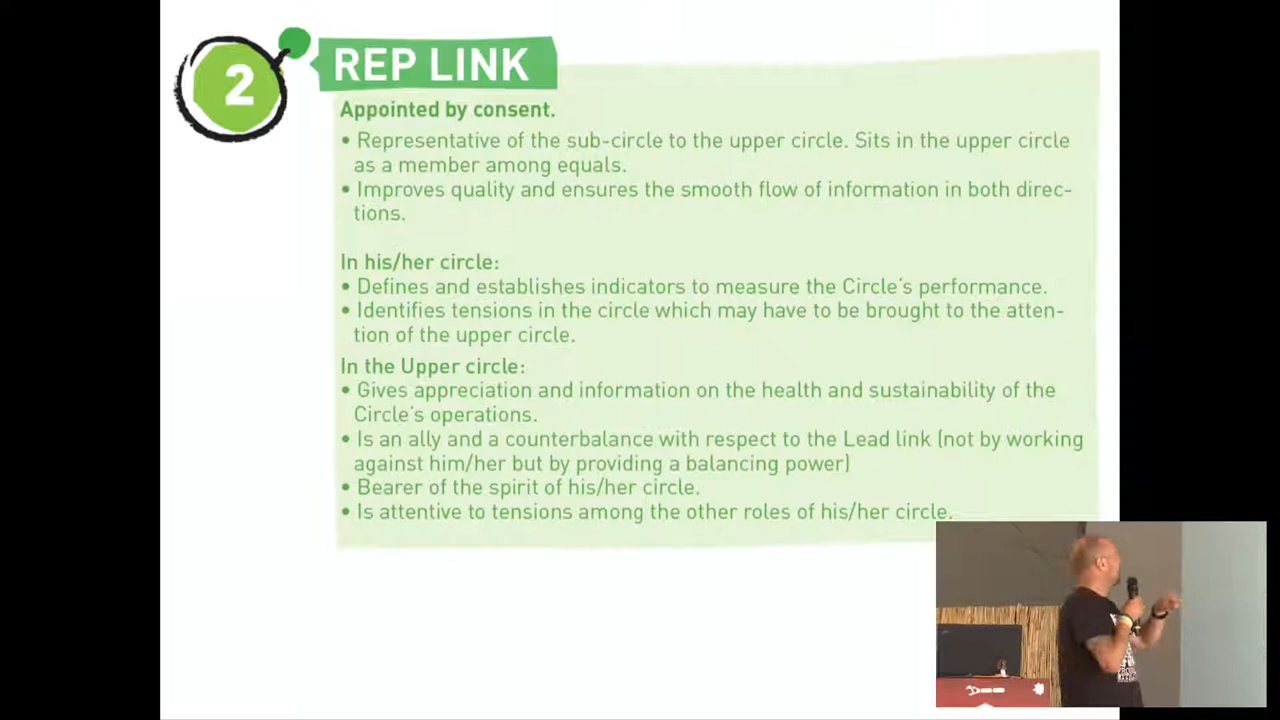 2
REP LINK
Appointed by consent.
• Representative of the sub-circle to the upper circle. Sits in the upper circle
as a member among equals.
• Improves quality and ensures the smooth flow of information in both direc-
tions.
In his/her circle:
• Defines and establishes indicators to measure the Circle's performance.
• Identifies tensions in the circle which may have to be brought to the atten-
tion of the upper circle.
In the Upper circle:
• Gives appreciation and information on the health and sustainability of the
Circle's operations.
• Is an ally and a counterbalance with respect to the Lead link (not by working
against him/her but by providing a balancing power)
• Bearer of the spirit of his/her circle.
• Is attentive to tensions among the other roles of his/her circle.